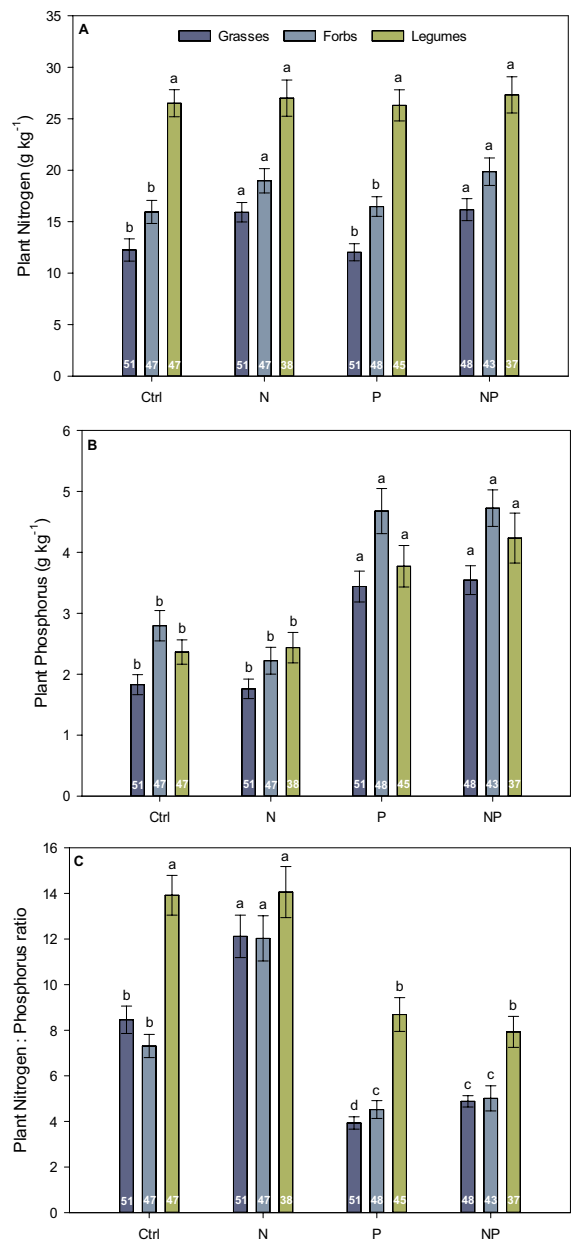 A
Grasses Forbs Legumes
Plant Nitrogen (g kg⁻¹)
35
30
25
20
15
10
5
0
b b a a a a b b a a a a
51 47 47 51 47 38 51 48 45 48 43 37
Ctrl N P NP
B
Plant Phosphorus (g kg⁻¹)
6
5
4
3
2
1
0
b b b b b b a a a a a a
51 47 47 51 47 38 51 48 45 48 43 37
Ctrl N P NP
C
Plant Nitrogen : Phosphorus ratio
16
14
12
10
8
6
4
2
0
b b a a a a d c b c c b
51 47 47 51 47 38 51 48 45 48 43 37
Ctrl N P NP